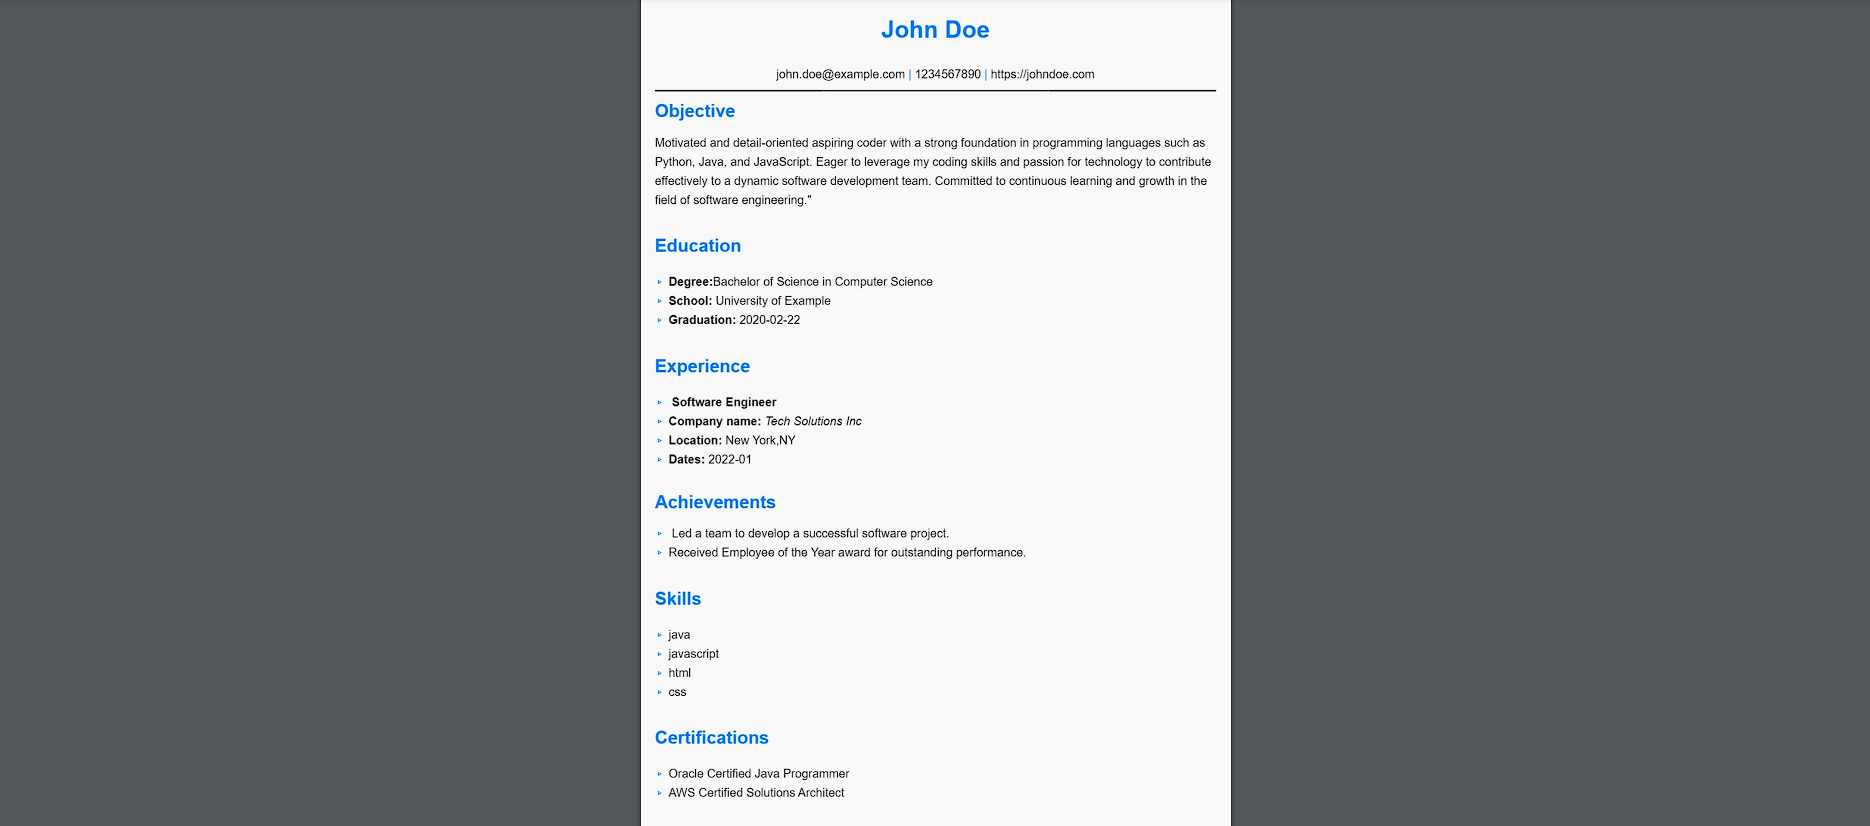 John Doe
john.doe@example.com | 1234567890 | https://johndoe.com
Objective
Motivated and detail-oriented aspiring coder with a strong foundation in programming languages such as
Python, Java, and JavaScript. Eager to leverage my coding skills and passion for technology to contribute
effectively to a dynamic software development team. Committed to continuous learning and growth in the
field of software engineering."
Education
Degree:Bachelor of Science in Computer Science
School: University of Example
Graduation: 2020-02-22
Experience
Software Engineer
Company name: Tech Solutions Inc
Location: New York,NY
Dates: 2022-01
Achievements
Led a team to develop a successful software project.
Received Employee of the Year award for outstanding performance.
Skills
java
javascript
html
css
Certifications
Oracle Certified Java Programmer
AWS Certified Solutions Architect